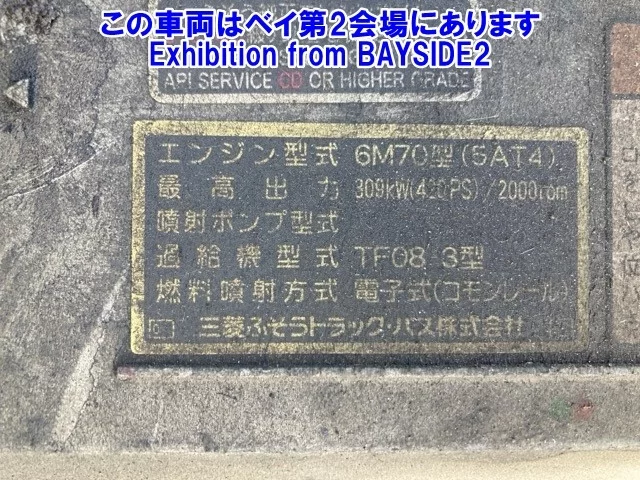 この車両はベイ第2会場にあります
Exhibition from BAYSIDE2
API SERVICE CD OR HIGHER GRADE
エンジン型式 6M70型(5AT4)
最高出力 309kW(420PS)/2000rpm
噴射ポンプ型式
過給機型式 TF08-3型
燃料噴射方式 電子式(コモンレール)
三菱ふそうトラック・バス株式会社